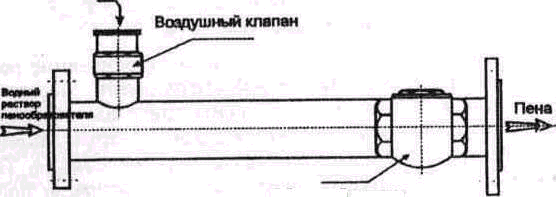 Воздушный клапан
Водный
раствор
пенообразователя
Пена